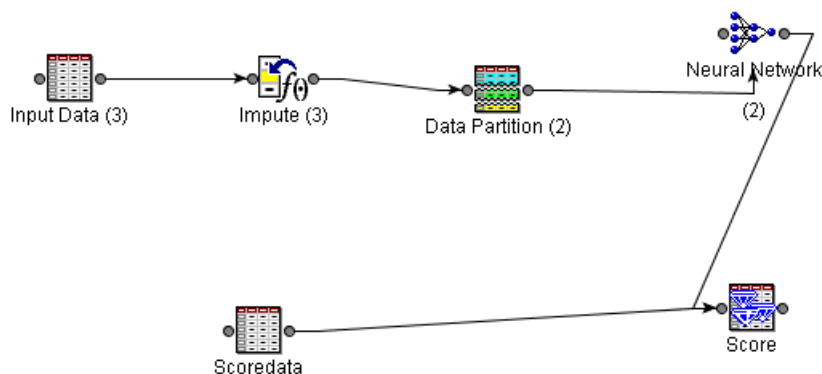 Neural Network
(2)
Input Data (3)
Impute (3)
Data Partition (2)
Scoredata
Score